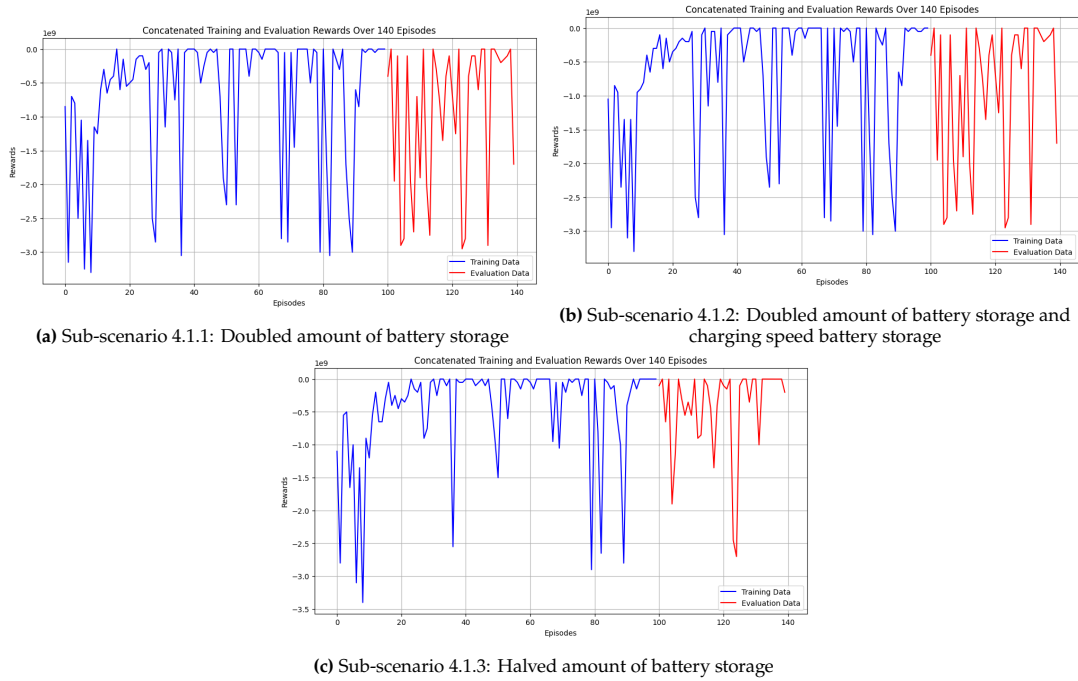 Concatenated Training and Evaluation Rewards Over 140 Episodes
1e9
0.0
−0.5
−1.0
−1.5
−2.0
−2.5
−3.0
Rewards
0 20 40 60 80 100 120 140
Episodes
Training Data
Evaluation Data
(a) Sub-scenario 4.1.1: Doubled amount of battery storage
Concatenated Training and Evaluation Rewards Over 140 Episodes
1e9
0.0
−0.5
−1.0
−1.5
−2.0
−2.5
−3.0
Rewards
0 20 40 60 80 100 120 140
Episodes
Training Data
Evaluation Data
(b) Sub-scenario 4.1.2: Doubled amount of battery storage and
charging speed battery storage
Concatenated Training and Evaluation Rewards Over 140 Episodes
1e9
0.0
−0.5
−1.0
−1.5
−2.0
−2.5
−3.0
−3.5
Rewards
0 20 40 60 80 100 120 140
Episodes
Training Data
Evaluation Data
(c) Sub-scenario 4.1.3: Halved amount of battery storage